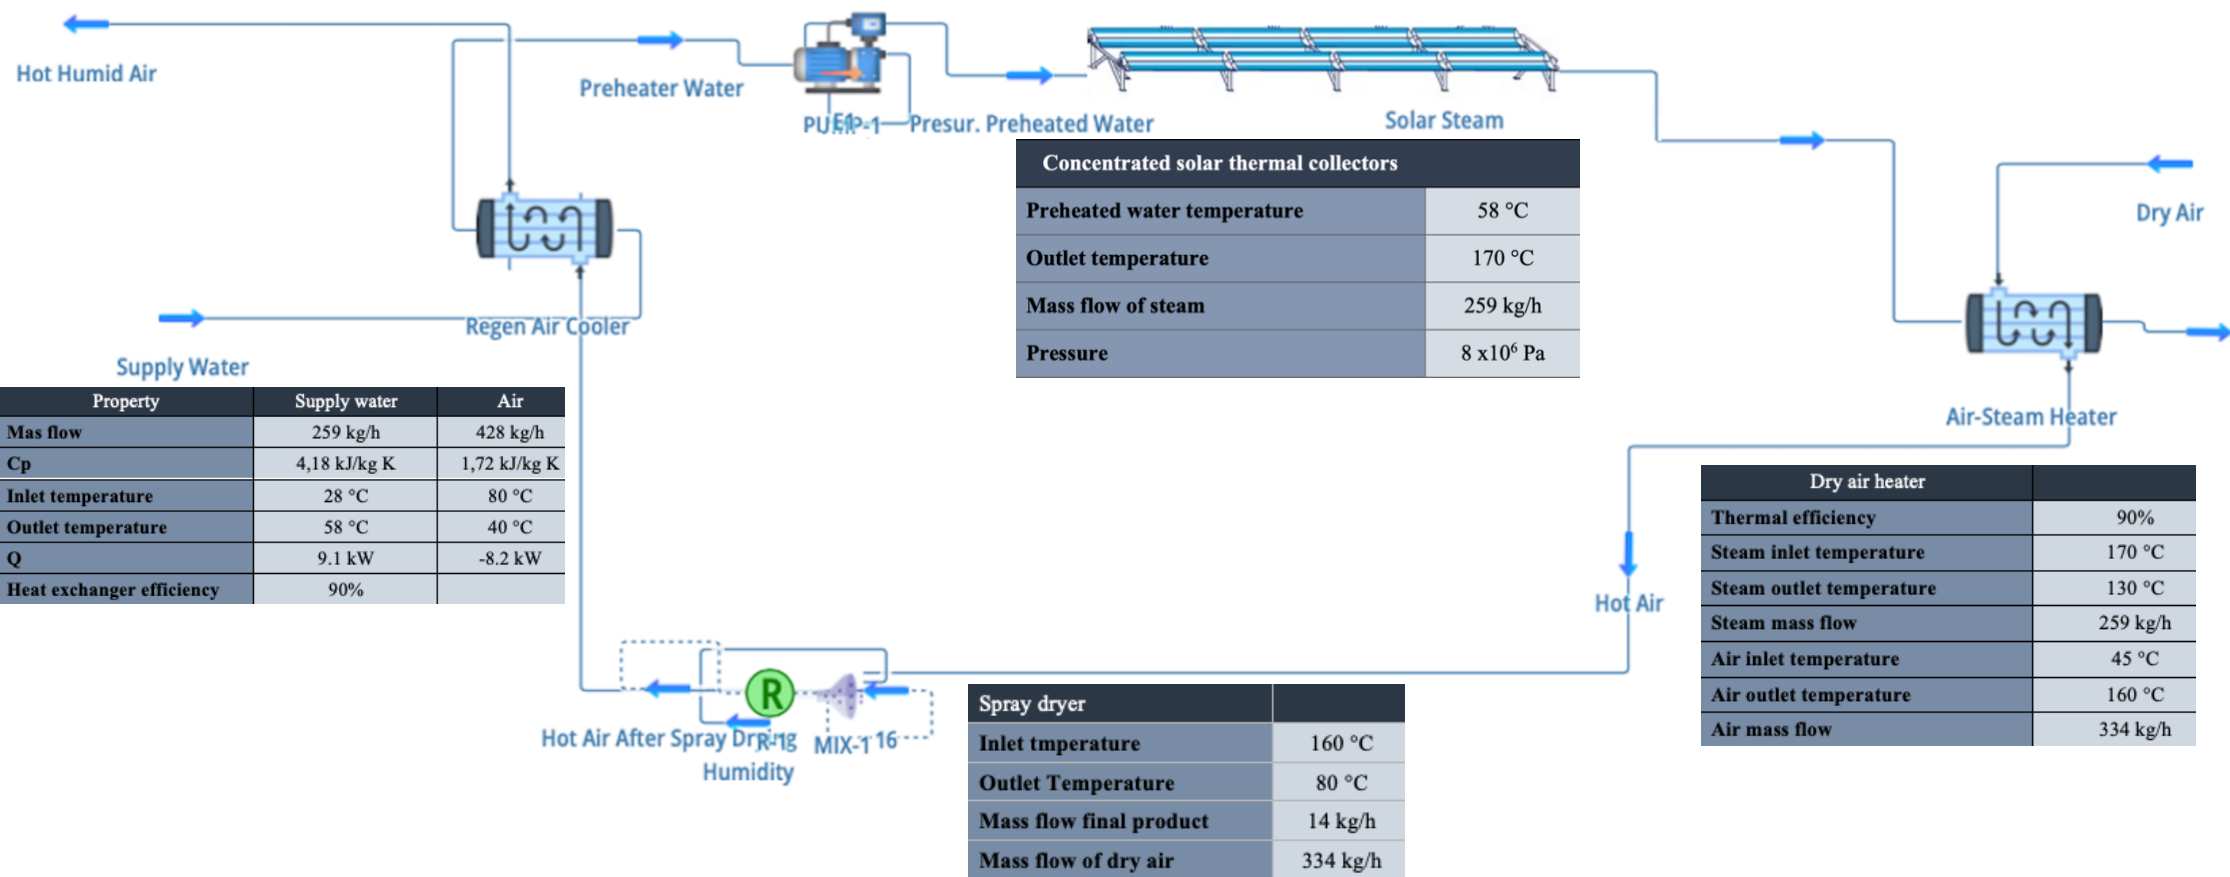 Hot Humid Air
Preheater Water
PUMP-1
E1
Presur. Preheated Water
Solar Steam
Dry Air
Concentrated solar thermal collectors
Preheated water temperature 58 °C
Outlet temperature 170 °C
Mass flow of steam 259 kg/h
Pressure 8 x10⁶ Pa
Regen Air Cooler
Supply Water
Air-Steam Heater
Property Supply water Air
Mas flow 259 kg/h 428 kg/h
Cp 4,18 kJ/kg K 1,72 kJ/kg K
Inlet temperature 28 °C 80 °C
Outlet temperature 58 °C 40 °C
Q 9.1 kW -8.2 kW
Heat exchanger efficiency 90%
Dry air heater
Thermal efficiency 90%
Steam inlet temperature 170 °C
Steam outlet temperature 130 °C
Steam mass flow 259 kg/h
Air inlet temperature 45 °C
Air outlet temperature 160 °C
Air mass flow 334 kg/h
Hot Air
R
Hot Air After Spray Drying
R-1
MIX-1
16
Humidity
Spray dryer
Inlet tmperature 160 °C
Outlet Temperature 80 °C
Mass flow final product 14 kg/h
Mass flow of dry air 334 kg/h